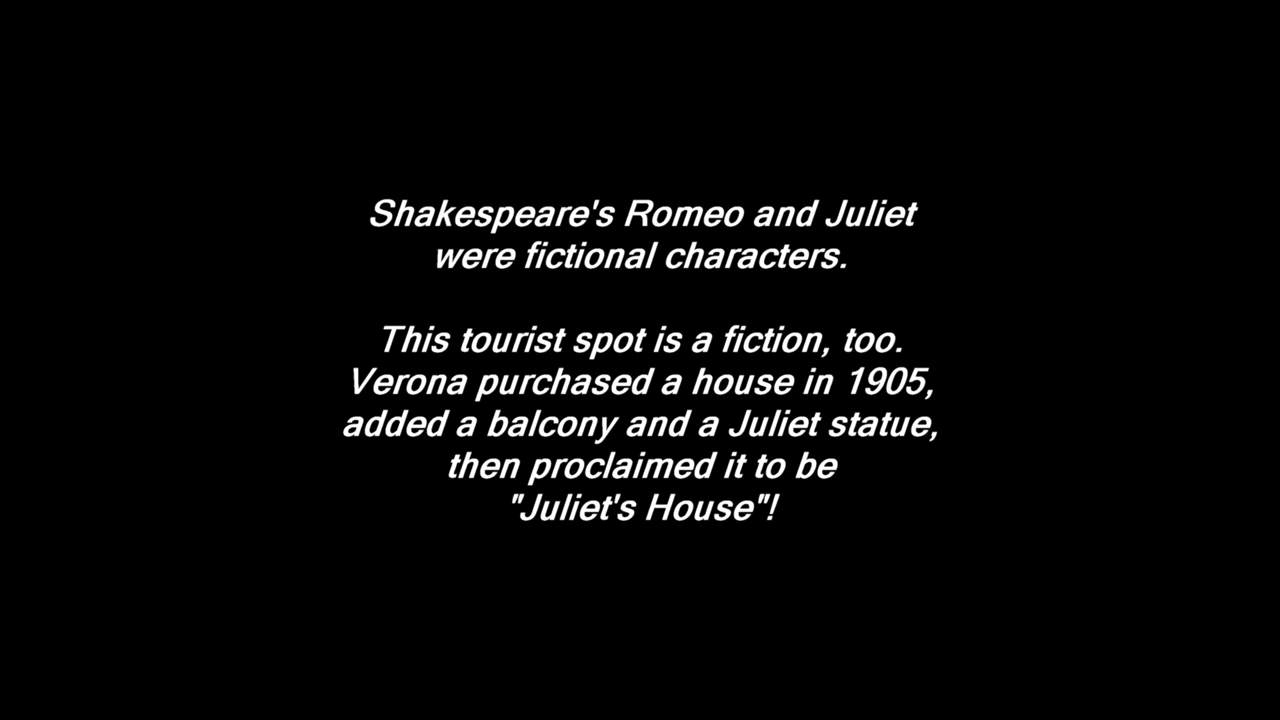 Shakespeare's Romeo and Juliet
were fictional characters.
This tourist spot is a fiction, too.
Verona purchased a house in 1905,
added a balcony and a Juliet statue,
then proclaimed it to be
"Juliet's House"!